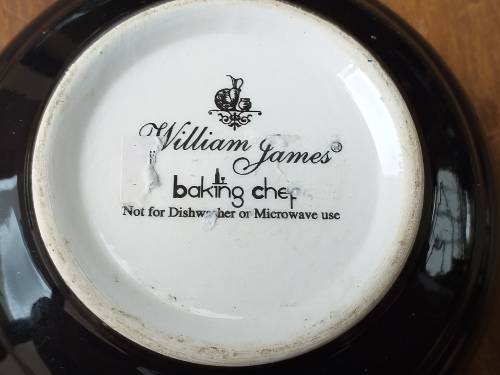 William James®
baking chef
Not for Dishwasher or Microwave use